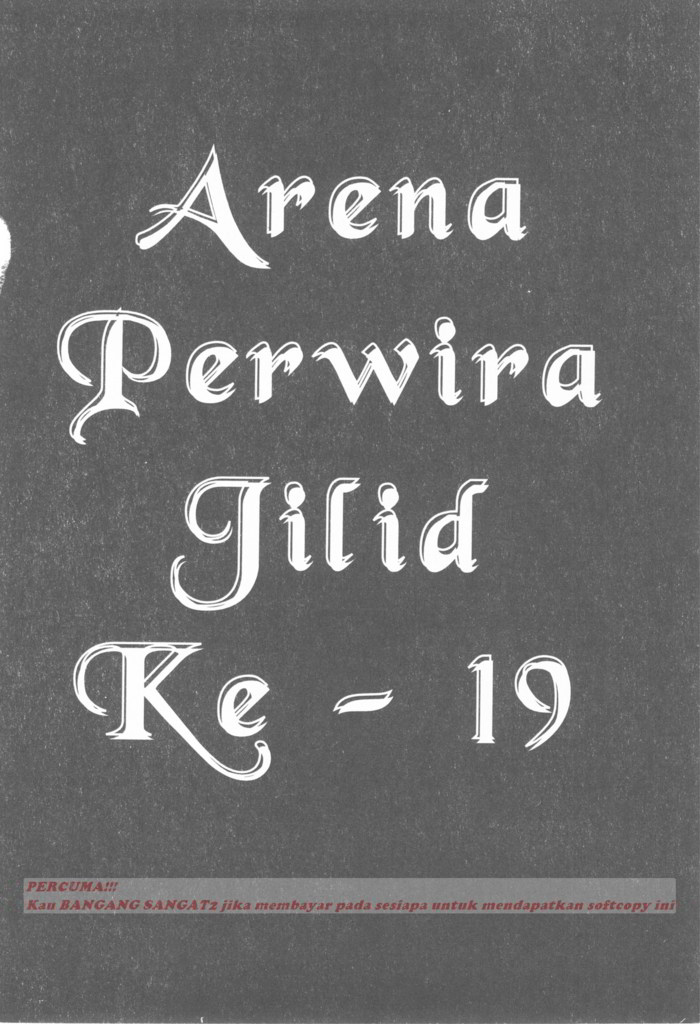 Arena
Perwira
Jilid
Ke - 19
PERCUMA!!!
Kau BANGANG SANGAT2 jika membayar pada sesiapa untuk mendapatkan softcopy ini